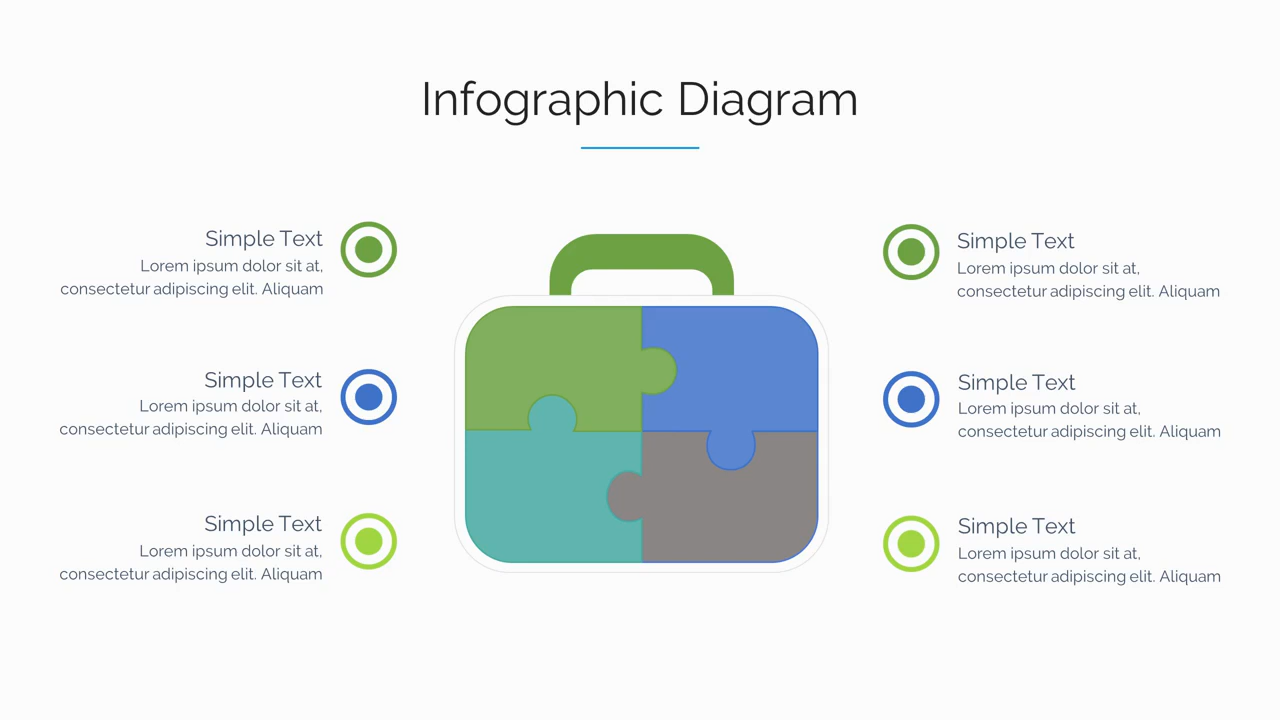 Infographic Diagram
Simple Text
Lorem ipsum dolor sit at,
consectetur adipiscing elit. Aliquam
Simple Text
Lorem ipsum dolor sit at,
consectetur adipiscing elit. Aliquam
Simple Text
Lorem ipsum dolor sit at,
consectetur adipiscing elit. Aliquam
Simple Text
Lorem ipsum dolor sit at,
consectetur adipiscing elit. Aliquam
Simple Text
Lorem ipsum dolor sit at,
consectetur adipiscing elit. Aliquam
Simple Text
Lorem ipsum dolor sit at,
consectetur adipiscing elit. Aliquam